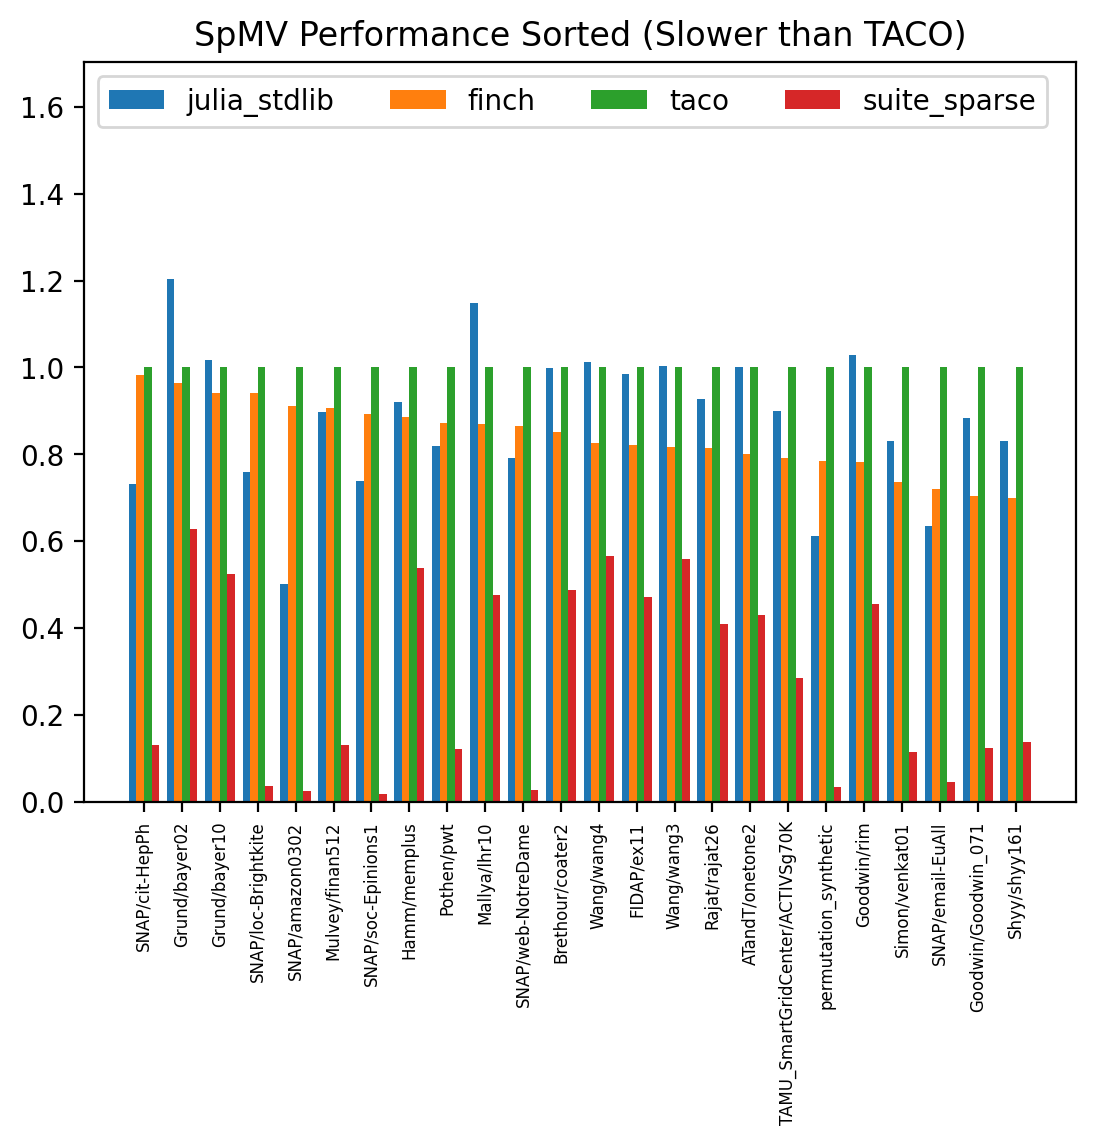 SpMV Performance Sorted (Slower than TACO)
julia_stdlib finch taco suite_sparse
1.6
1.4
1.2
1.0
0.8
0.6
0.4
0.2
0.0
SNAP/cit-HepPh
Grund/bayer02
Grund/bayer10
SNAP/loc-Brightkite
SNAP/amazon0302
Mulvey/finan512
SNAP/soc-Epinions1
Hamm/memplus
Pothen/pwt
Mallya/lhr10
SNAP/web-NotreDame
Brethour/coater2
Wang/wang4
FIDAP/ex11
Wang/wang3
Rajat/rajat26
ATandT/onetone2
TAMU_SmartGridCenter/ACTIVSg70K
permutation_synthetic
Goodwin/rim
Simon/venkat01
SNAP/email-EuAll
Goodwin/Goodwin_071
Shyy/shyy161